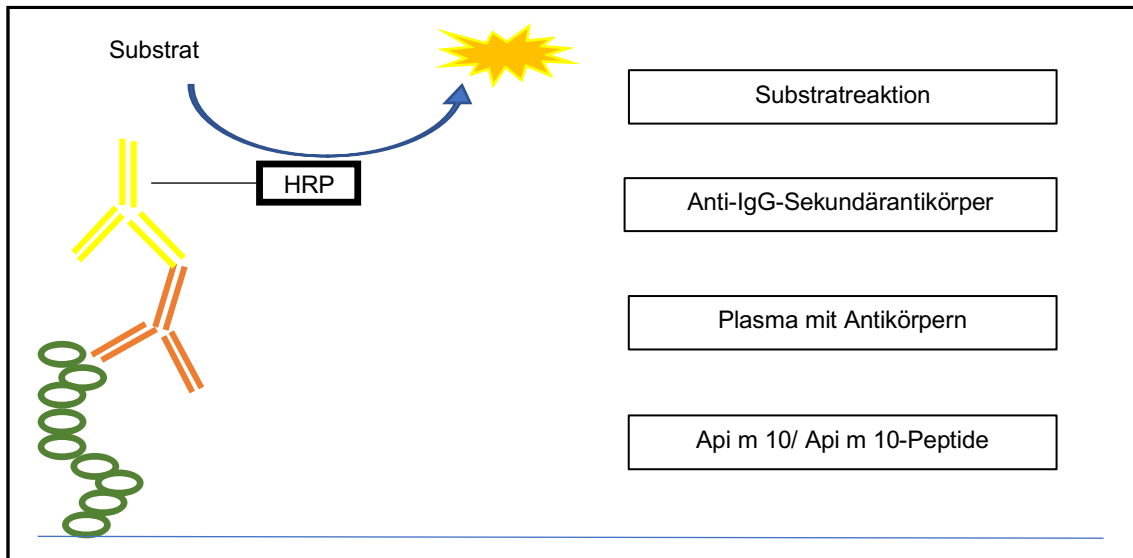 Substrat
Substratreaktion
HRP
Anti-IgG-Sekundärantikörper
Plasma mit Antikörpern
Api m 10/ Api m 10-Peptide